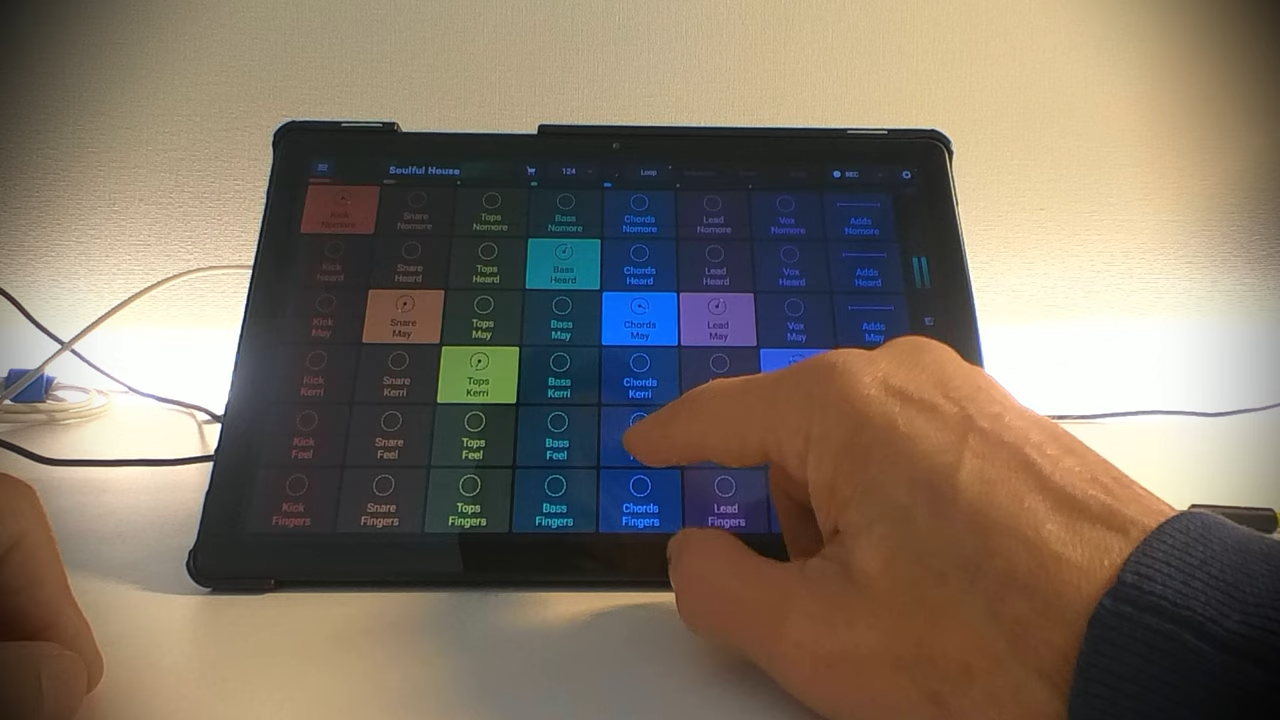 Soulful House 124 Loop REC
Kick Snare Tops Bass Chords Lead Vox Adds
Nomore Nomore Nomore Nomore Nomore Nomore Nomore Nomore
Kick Snare Tops Bass Chords Lead Vox Adds
Heard Heard Heard Heard Heard Heard Heard Heard
Kick Snare Tops Bass Chords Lead Vox Adds
May May May May May May May May
Kick Snare Tops Bass Chords
Kerri Kerri Kerri Kerri Kerri
Kick Snare Tops Bass
Feel Feel Feel Feel
Kick Snare Tops Bass Chords Lead
Fingers Fingers Fingers Fingers Fingers Fingers